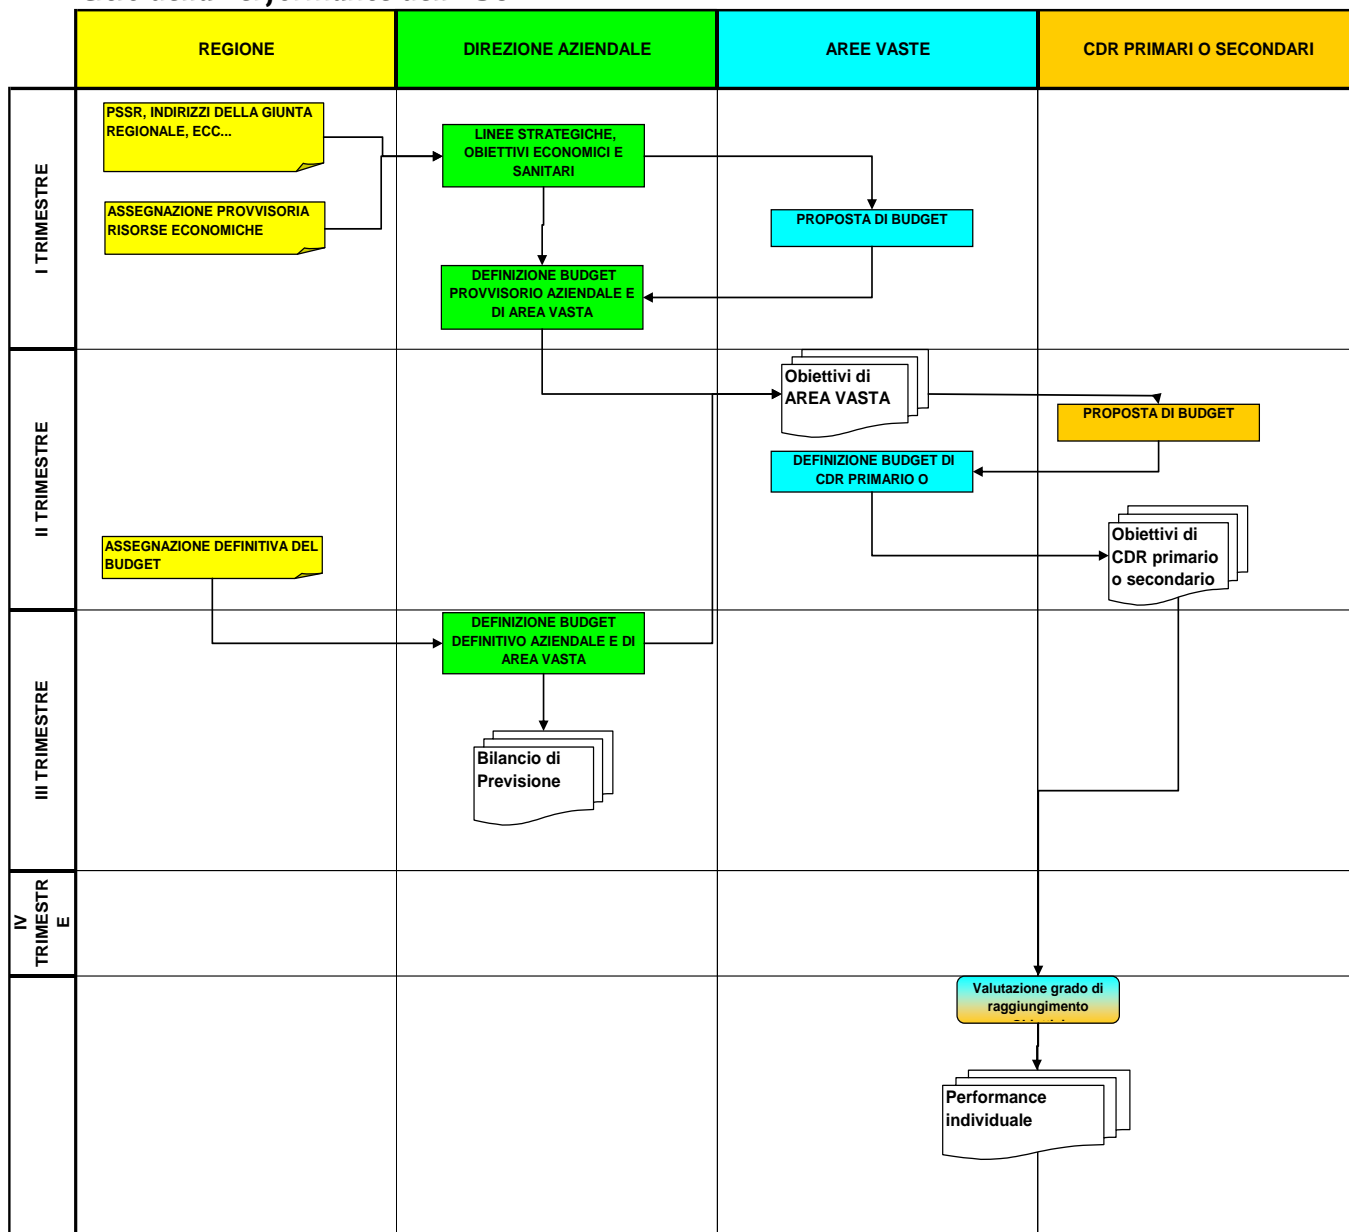 REGIONE
DIREZIONE AZIENDALE
AREE VASTE
CDR PRIMARI O SECONDARI
I TRIMESTRE
PSSR, INDIRIZZI DELLA GIUNTA
REGIONALE, ECC...
LINEE STRATEGICHE,
OBIETTIVI ECONOMICI E
SANITARI
ASSEGNAZIONE PROVVISORIA
RISORSE ECONOMICHE
PROPOSTA DI BUDGET
DEFINIZIONE BUDGET
PROVVISORIO AZIENDALE E
DI AREA VASTA
II TRIMESTRE
Obiettivi di
AREA VASTA
PROPOSTA DI BUDGET
DEFINIZIONE BUDGET DI
CDR PRIMARIO O
ASSEGNAZIONE DEFINITIVA DEL
BUDGET
Obiettivi di
CDR primario
o secondario
III TRIMESTRE
DEFINIZIONE BUDGET
DEFINITIVO AZIENDALE E DI
AREA VASTA
Bilancio di
Previsione
IV
TRIMESTR
E
Valutazione grado di
raggiungimento
Performance
individuale